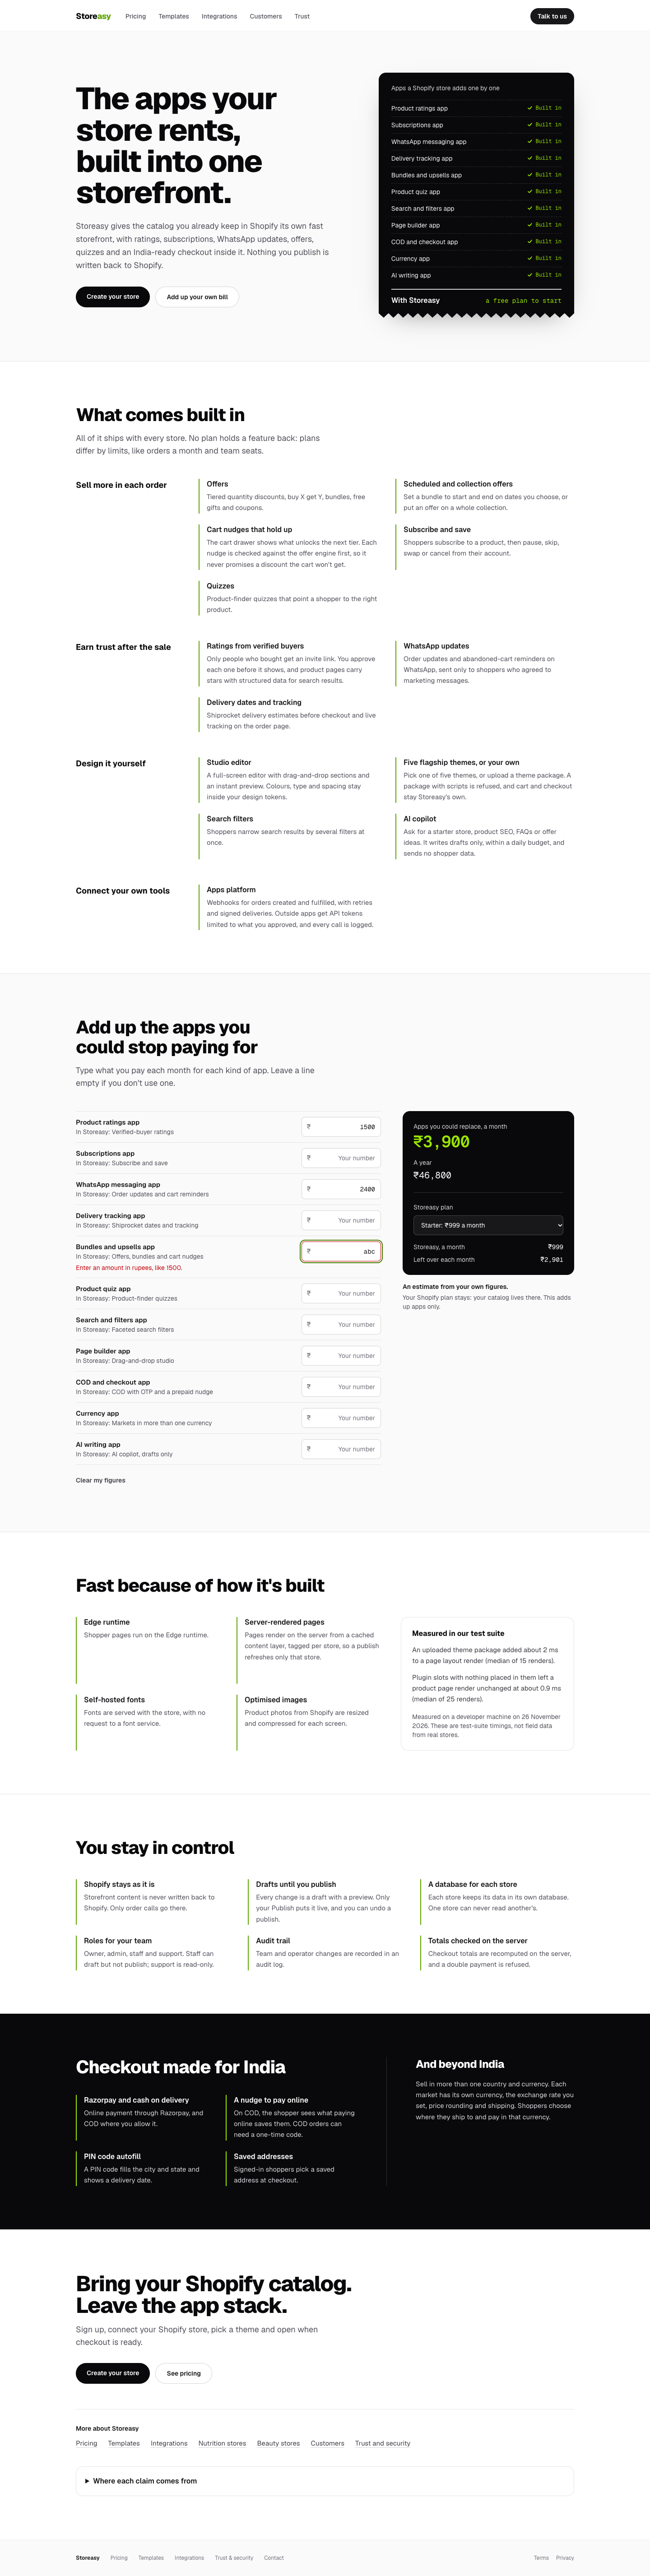 Storeasy Pricing Templates Integrations Customers Trust Talk to us
The apps your
store rents,
built into one
storefront.
Storeasy gives the catalog you already keep in Shopify its own fast
storefront, with ratings, subscriptions, WhatsApp updates, offers,
quizzes and an India-ready checkout inside it. Nothing you publish is
written back to Shopify.
Create your store Add up your own bill
Apps a Shopify store adds one by one
Product ratings app ✓ Built in
Subscriptions app ✓ Built in
WhatsApp messaging app ✓ Built in
Delivery tracking app ✓ Built in
Bundles and upsells app ✓ Built in
Product quiz app ✓ Built in
Search and filters app ✓ Built in
Page builder app ✓ Built in
COD and checkout app ✓ Built in
Currency app ✓ Built in
AI writing app ✓ Built in
With Storeasy a free plan to start
What comes built in
All of it ships with every store. No plan holds a feature back: plans
differ by limits, like orders a month and team seats.
Sell more in each order
Offers
Tiered quantity discounts, buy X get Y, bundles, free
gifts and coupons.
Scheduled and collection offers
Set a bundle to start and end on dates you choose, or
put an offer on a whole collection.
Cart nudges that hold up
The cart drawer shows what unlocks the next tier. Each
nudge is checked against the offer engine first, so it
never promises a discount the cart won't get.
Subscribe and save
Shoppers subscribe to a product, then pause, skip,
swap or cancel from their account.
Quizzes
Product-finder quizzes that point a shopper to the right
product.
Earn trust after the sale
Ratings from verified buyers
Only people who bought get an invite link. You approve
each one before it shows, and product pages carry
stars with structured data for search results.
WhatsApp updates
Order updates and abandoned-cart reminders on
WhatsApp, sent only to shoppers who agreed to
marketing messages.
Delivery dates and tracking
Shiprocket delivery estimates before checkout and live
tracking on the order page.
Design it yourself
Studio editor
A full-screen editor with drag-and-drop sections and
an instant preview. Colours, type and spacing stay
inside your design tokens.
Five flagship themes, or your own
Pick one of five themes, or upload a theme package. A
package with scripts is refused, and cart and checkout
stay Storeasy's own.
Search filters
Shoppers narrow search results by several filters at
once.
AI copilot
Ask for a starter store, product SEO, FAQs or offer
ideas. It writes drafts only, within a daily budget, and
sends no shopper data.
Connect your own tools
Apps platform
Webhooks for orders created and fulfilled, with retries
and signed deliveries. Outside apps get API tokens
limited to what you approved, and every call is logged.
Add up the apps you
could stop paying for
Type what you pay each month for each kind of app. Leave a line
empty if you don't use one.
Product ratings app
In Storeasy: Verified-buyer ratings
₹ 1500
Subscriptions app
In Storeasy: Subscribe and save
₹ Your number
WhatsApp messaging app
In Storeasy: Order updates and cart reminders
₹ 2400
Delivery tracking app
In Storeasy: Shiprocket dates and tracking
₹ Your number
Bundles and upsells app
In Storeasy: Offers, bundles and cart nudges
Enter an amount in rupees, like 1500.
₹ abc
Product quiz app
In Storeasy: Product-finder quizzes
₹ Your number
Search and filters app
In Storeasy: Faceted search filters
₹ Your number
Page builder app
In Storeasy: Drag-and-drop studio
₹ Your number
COD and checkout app
In Storeasy: COD with OTP and a prepaid nudge
₹ Your number
Currency app
In Storeasy: Markets in more than one currency
₹ Your number
AI writing app
In Storeasy: AI copilot, drafts only
₹ Your number
Clear my figures
Apps you could replace, a month
₹3,900
A year
₹46,800
Storeasy plan
Starter: ₹999 a month
Storeasy, a month ₹999
Left over each month ₹2,901
An estimate from your own figures.
Your Shopify plan stays: your catalog lives there. This adds
up apps only.
Fast because of how it's built
Edge runtime
Shopper pages run on the Edge runtime.
Server-rendered pages
Pages render on the server from a cached
content layer, tagged per store, so a publish
refreshes only that store.
Self-hosted fonts
Fonts are served with the store, with no
request to a font service.
Optimised images
Product photos from Shopify are resized
and compressed for each screen.
Measured in our test suite
An uploaded theme package added about 2 ms
to a page layout render (median of 15 renders).
Plugin slots with nothing placed in them left a
product page render unchanged at about 0.9 ms
(median of 25 renders).
Measured on a developer machine on 26 November
2026. These are test-suite timings, not field data
from real stores.
You stay in control
Shopify stays as it is
Storefront content is never written back to
Shopify. Only order calls go there.
Drafts until you publish
Every change is a draft with a preview. Only
your Publish puts it live, and you can undo a
publish.
A database for each store
Each store keeps its data in its own database.
One store can never read another's.
Roles for your team
Owner, admin, staff and support. Staff can
draft but not publish; support is read-only.
Audit trail
Team and operator changes are recorded in an
audit log.
Totals checked on the server
Checkout totals are recomputed on the server,
and a double payment is refused.
Checkout made for India
Razorpay and cash on delivery
Online payment through Razorpay, and
COD where you allow it.
A nudge to pay online
On COD, the shopper sees what paying
online saves them. COD orders can
need a one-time code.
PIN code autofill
A PIN code fills the city and state and
shows a delivery date.
Saved addresses
Signed-in shoppers pick a saved
address at checkout.
And beyond India
Sell in more than one country and currency. Each
market has its own currency, the exchange rate you
set, price rounding and shipping. Shoppers choose
where they ship to and pay in that currency.
Bring your Shopify catalog.
Leave the app stack.
Sign up, connect your Shopify store, pick a theme and open when
checkout is ready.
Create your store See pricing
More about Storeasy
Pricing Templates Integrations Nutrition stores Beauty stores Customers Trust and security
▶ Where each claim comes from
Storeasy Pricing Templates Integrations Trust & security Contact Terms Privacy